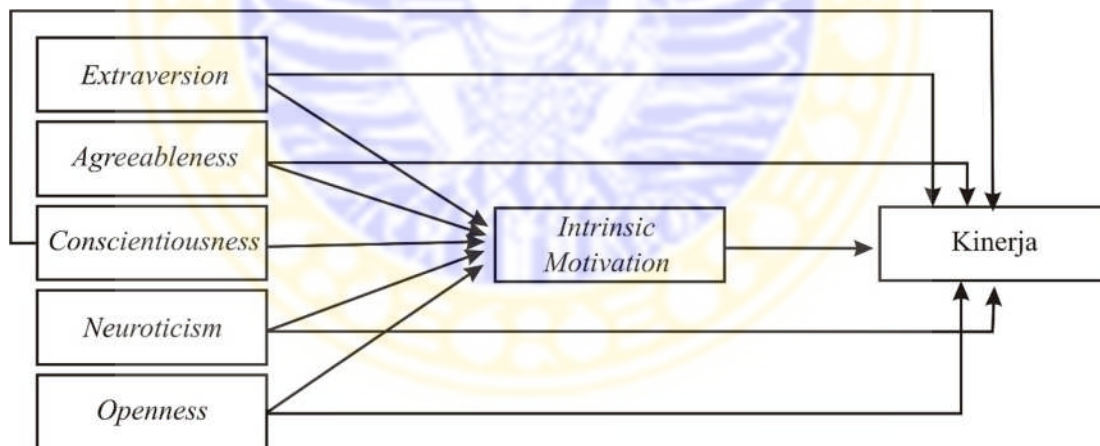 Extraversion
Agreeableness
Conscientiousness
Neuroticism
Openness
Intrinsic
Motivation
Kinerja